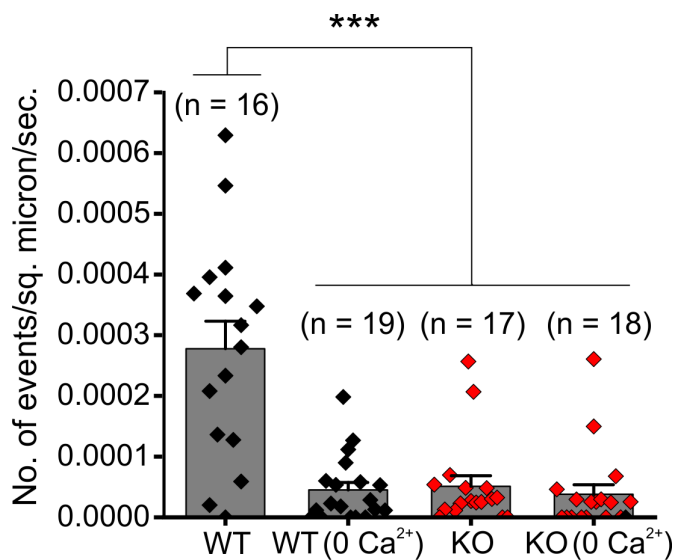 ***
No. of events/sq. micron/sec.
0.0007
0.0006
0.0005
0.0004
0.0003
0.0002
0.0001
0.0000
(n = 16)
(n = 19) (n = 17) (n = 18)
WT WT (0 Ca²⁺) KO KO (0 Ca²⁺)